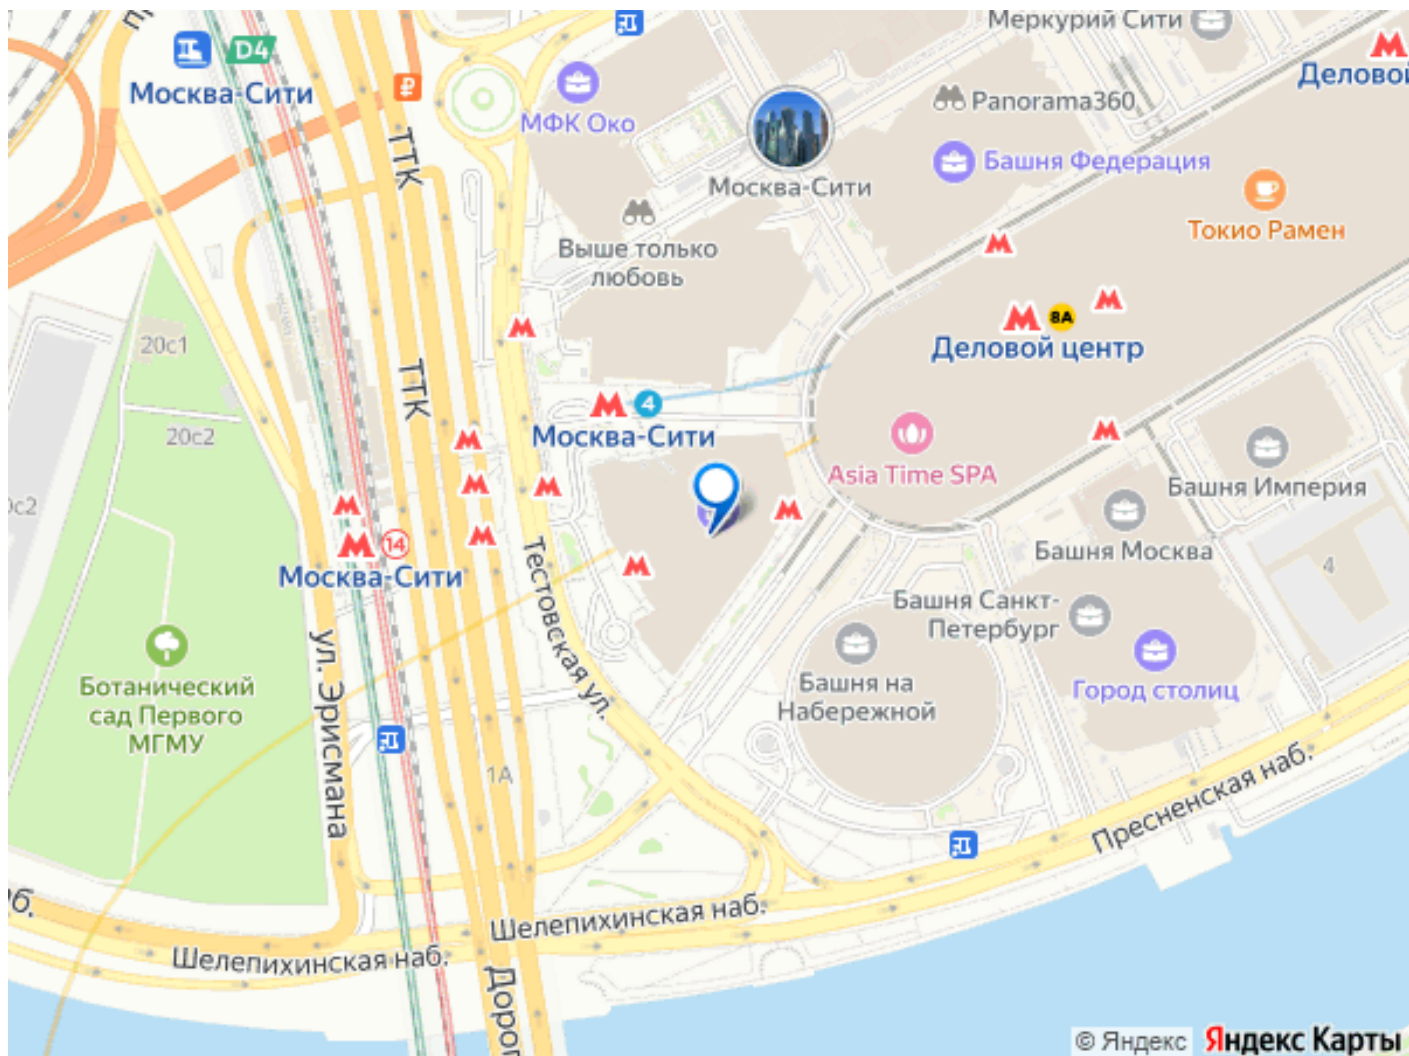 Меркурий Сити
D4
Москва-Сити
Деловой
₽
Panorama360
МФК Око
ТТК
Башня Федерация
Москва-Сити
Токио Рамен
Выше только
любовь
8А
Деловой центр
20с1
ТТК
4
Москва-Сити
20с2
Asia Time SPA
Башня Империя
0с2
Башня Москва
14
Москва-Сити
4
Тестовская ул.
Башня Санкт-
Петербург
ул. Эрисмана
Ботанический
сад Первого
МГМУ
Башня на
Набережной
Город столиц
1А
Пресненская наб.
об.
Шелепихинская наб.
Шелепихинская наб.
Дорог
© Яндекс
Яндекс Карты